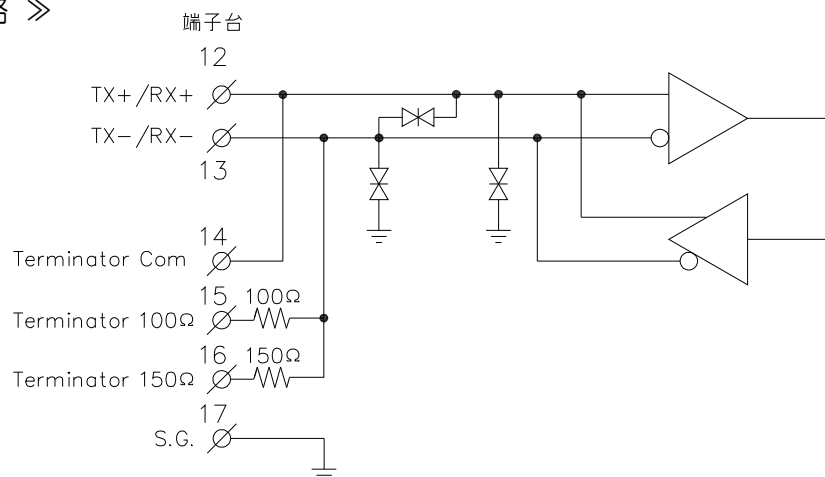 路 ≫
端子台
12
TX+/RX+
TX-/RX-
13
14
Terminator Com
15 100Ω
Terminator 100Ω
16 150Ω
Terminator 150Ω
17
S.G.